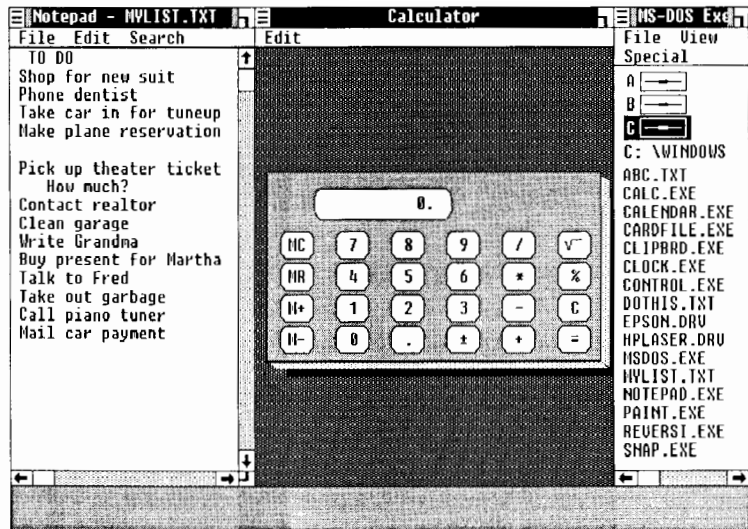 Notepad - MYLIST.TXT
File Edit Search
TO DO
Shop for new suit
Phone dentist
Take car in for tuneup
Make plane reservation
Pick up theater ticket
How much?
Contact realtor
Clean garage
Write Grandma
Buy present for Martha
Talk to Fred
Take out garbage
Call piano tuner
Mail car payment
Calculator
Edit
0.
MC 7 8 9 / √
MR 4 5 6 * %
M+ 1 2 3 - C
M- 0 . ± + =
MS-DOS Exe
File View
Special
A
B
C
C: \WINDOWS
ABC.TXT
CALC.EXE
CALENDAR.EXE
CARDFILE.EXE
CLIPBRD.EXE
CLOCK.EXE
CONTROL.EXE
DOTHIS.TXT
EPSON.DRV
HPLASER.DRV
MSDOS.EXE
MYLIST.TXT
NOTEPAD.EXE
PAINT.EXE
REVERSI.EXE
SNAP.EXE